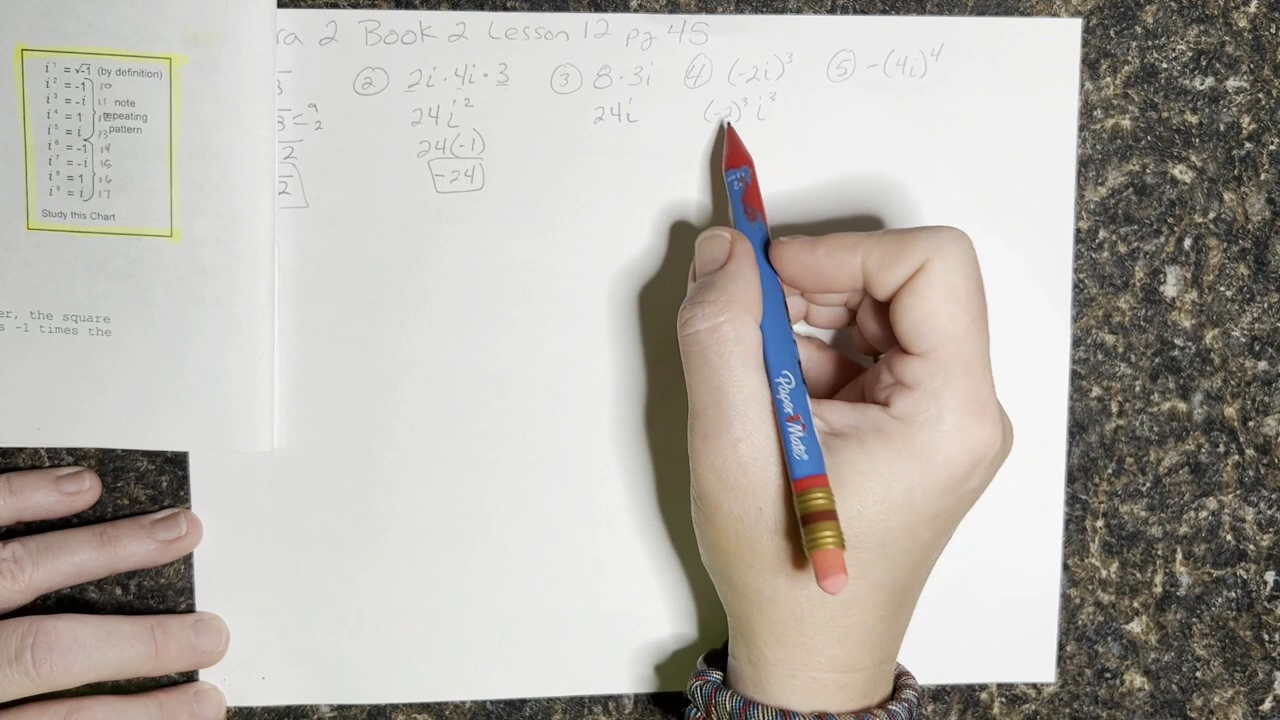 ra 2 Book 2 Lesson 12 pg 45
i¹ = √-1 (by definition)
i² = -1 10
i³ = -i 11 note
i⁴ = 1 12 repeating
i⁵ = i 13 pattern
i⁶ = -1 14
i⁷ = -i 15
i⁸ = 1 16
i⁹ = i 17
Study this Chart
er, the square
s -1 times the
② 2i · 4i · 3
24i²
24(-1)
-24
③ 8 · 3i
24i
④ (-2i)³
(-2)³ i³
⑤ -(4i)⁴
Paper Mate